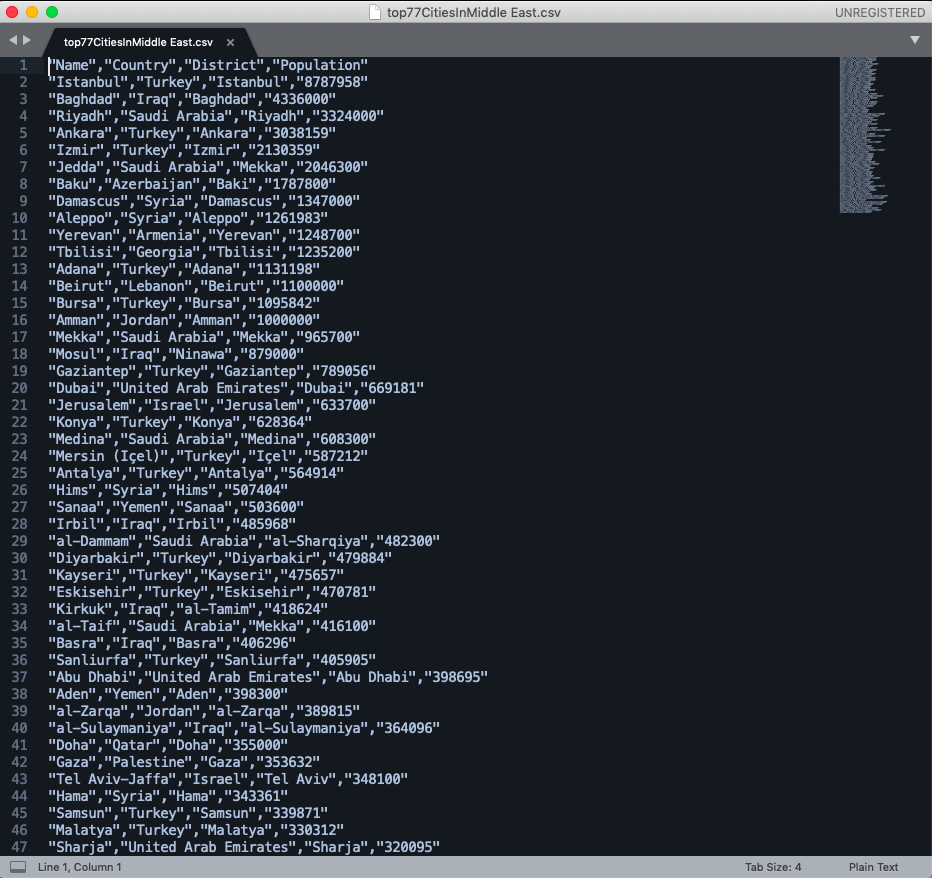 top77CitiesInMiddle East.csv
UNREGISTERED
top77CitiesInMiddle East.csv ×
1 "Name","Country","District","Population"
2 "Istanbul","Turkey","Istanbul","8787958"
3 "Baghdad","Iraq","Baghdad","4336000"
4 "Riyadh","Saudi Arabia","Riyadh","3324000"
5 "Ankara","Turkey","Ankara","3038159"
6 "Izmir","Turkey","Izmir","2130359"
7 "Jedda","Saudi Arabia","Mekka","2046300"
8 "Baku","Azerbaijan","Baki","1787800"
9 "Damascus","Syria","Damascus","1347000"
10 "Aleppo","Syria","Aleppo","1261983"
11 "Yerevan","Armenia","Yerevan","1248700"
12 "Tbilisi","Georgia","Tbilisi","1235200"
13 "Adana","Turkey","Adana","1131198"
14 "Beirut","Lebanon","Beirut","1100000"
15 "Bursa","Turkey","Bursa","1095842"
16 "Amman","Jordan","Amman","1000000"
17 "Mekka","Saudi Arabia","Mekka","965700"
18 "Mosul","Iraq","Ninawa","879000"
19 "Gaziantep","Turkey","Gaziantep","789056"
20 "Dubai","United Arab Emirates","Dubai","669181"
21 "Jerusalem","Israel","Jerusalem","633700"
22 "Konya","Turkey","Konya","628364"
23 "Medina","Saudi Arabia","Medina","608300"
24 "Mersin (Içel)","Turkey","Içel","587212"
25 "Antalya","Turkey","Antalya","564914"
26 "Hims","Syria","Hims","507404"
27 "Sanaa","Yemen","Sanaa","503600"
28 "Irbil","Iraq","Irbil","485968"
29 "al-Dammam","Saudi Arabia","al-Sharqiya","482300"
30 "Diyarbakir","Turkey","Diyarbakir","479884"
31 "Kayseri","Turkey","Kayseri","475657"
32 "Eskisehir","Turkey","Eskisehir","470781"
33 "Kirkuk","Iraq","al-Tamim","418624"
34 "al-Taif","Saudi Arabia","Mekka","416100"
35 "Basra","Iraq","Basra","406296"
36 "Sanliurfa","Turkey","Sanliurfa","405905"
37 "Abu Dhabi","United Arab Emirates","Abu Dhabi","398695"
38 "Aden","Yemen","Aden","398300"
39 "al-Zarqa","Jordan","al-Zarqa","389815"
40 "al-Sulaymaniya","Iraq","al-Sulaymaniya","364096"
41 "Doha","Qatar","Doha","355000"
42 "Gaza","Palestine","Gaza","353632"
43 "Tel Aviv-Jaffa","Israel","Tel Aviv","348100"
44 "Hama","Syria","Hama","343361"
45 "Samsun","Turkey","Samsun","339871"
46 "Malatya","Turkey","Malatya","330312"
47 "Sharja","United Arab Emirates","Sharja","320095"
Line 1, Column 1
Tab Size: 4
Plain Text